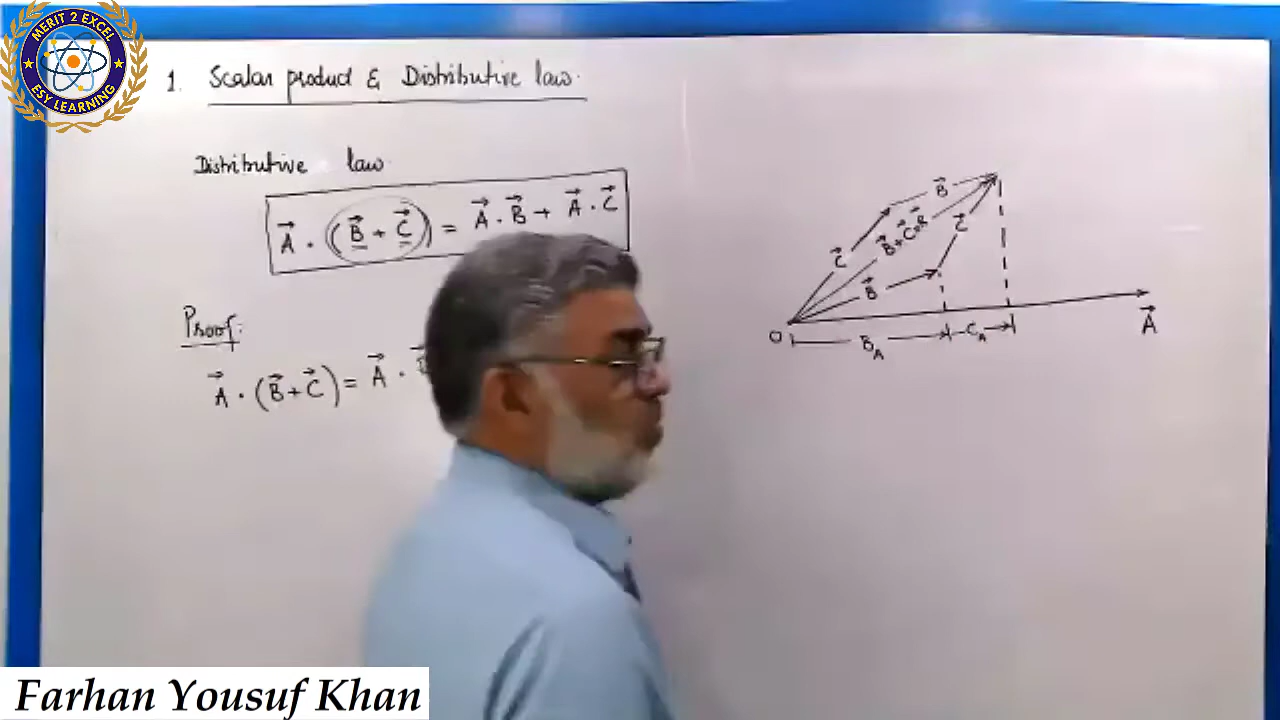 MERIT 2 EXCEL
ESY LEARNING
1. Scalar product & Distributive law.
Distributive law.
A⃗ · (B⃗ + C⃗) = A⃗ · B⃗ + A⃗ · C⃗
Proof:
A⃗ · (B⃗ + C⃗) = A⃗ ·
B⃗
C⃗
B⃗+C⃗=R⃗
C⃗
B⃗
O
B_A
C_A
A⃗
Farhan Yousuf Khan